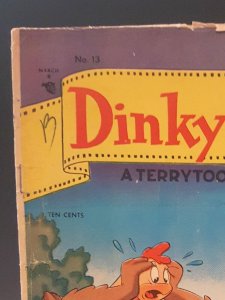 No. 13
MARCH
B
Dinky
A TERRYTOO
TEN CENTS